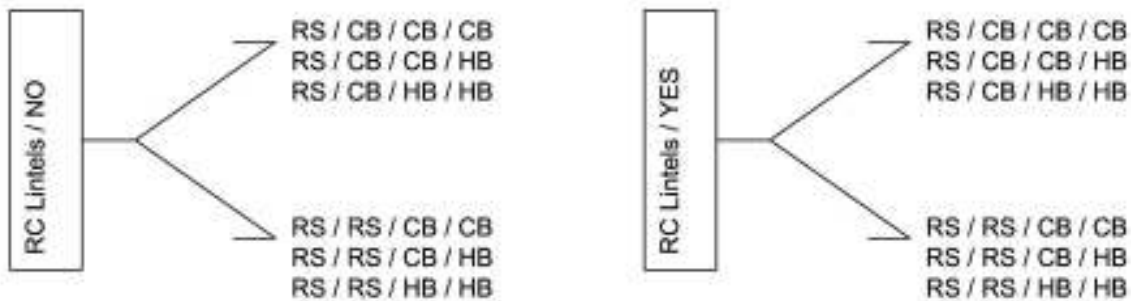 RC Lintels / NO
RS / CB / CB / CB
RS / CB / CB / HB
RS / CB / HB / HB
RS / RS / CB / CB
RS / RS / CB / HB
RS / RS / HB / HB
RC Lintels / YES
RS / CB / CB / CB
RS / CB / CB / HB
RS / CB / HB / HB
RS / RS / CB / CB
RS / RS / CB / HB
RS / RS / HB / HB